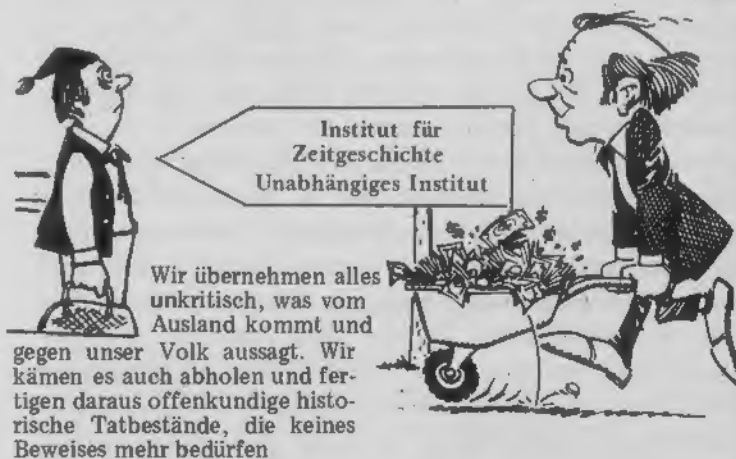 Institut für
Zeitgeschichte
Unabhängiges Institut
Wir übernehmen alles
unkritisch, was vom
Ausland kommt und
gegen unser Volk aussagt. Wir
kämen es auch abholen und fer-
tigen daraus offenkundige histo-
rische Tatbestände, die keines
Beweises mehr bedürfen